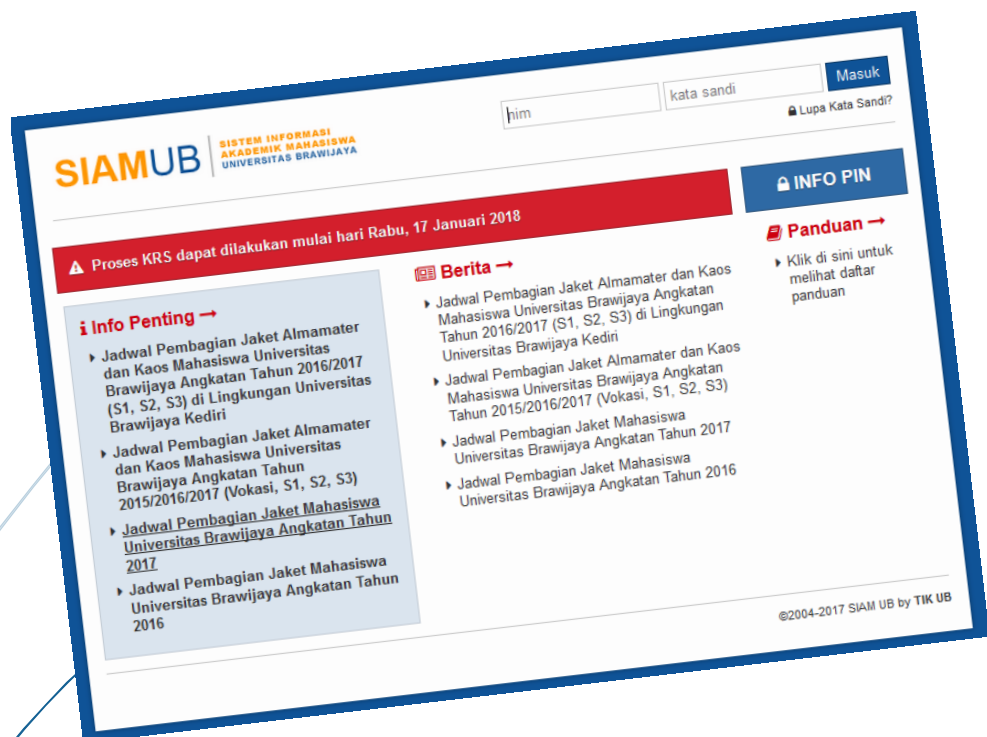 nim
kata sandi
Masuk
Lupa Kata Sandi?
SIAMUB
SISTEM INFORMASI
AKADEMIK MAHASISWA
UNIVERSITAS BRAWIJAYA
INFO PIN
Proses KRS dapat dilakukan mulai hari Rabu, 17 Januari 2018
Info Penting →
Jadwal Pembagian Jaket Almamater
dan Kaos Mahasiswa Universitas
Brawijaya Angkatan Tahun 2016/2017
(S1, S2, S3) di Lingkungan Universitas
Brawijaya Kediri
Jadwal Pembagian Jaket Almamater
dan Kaos Mahasiswa Universitas
Brawijaya Angkatan Tahun
2015/2016/2017 (Vokasi, S1, S2, S3)
Jadwal Pembagian Jaket Mahasiswa
Universitas Brawijaya Angkatan Tahun
2017
Jadwal Pembagian Jaket Mahasiswa
Universitas Brawijaya Angkatan Tahun
2016
Berita →
Jadwal Pembagian Jaket Almamater dan Kaos
Mahasiswa Universitas Brawijaya Angkatan
Tahun 2016/2017 (S1, S2, S3) di Lingkungan
Universitas Brawijaya Kediri
Jadwal Pembagian Jaket Almamater dan Kaos
Mahasiswa Universitas Brawijaya Angkatan
Tahun 2015/2016/2017 (Vokasi, S1, S2, S3)
Jadwal Pembagian Jaket Mahasiswa
Universitas Brawijaya Angkatan Tahun 2017
Jadwal Pembagian Jaket Mahasiswa
Universitas Brawijaya Angkatan Tahun 2016
Panduan →
Klik di sini untuk
melihat daftar
panduan
©2004-2017 SIAM UB by TIK UB